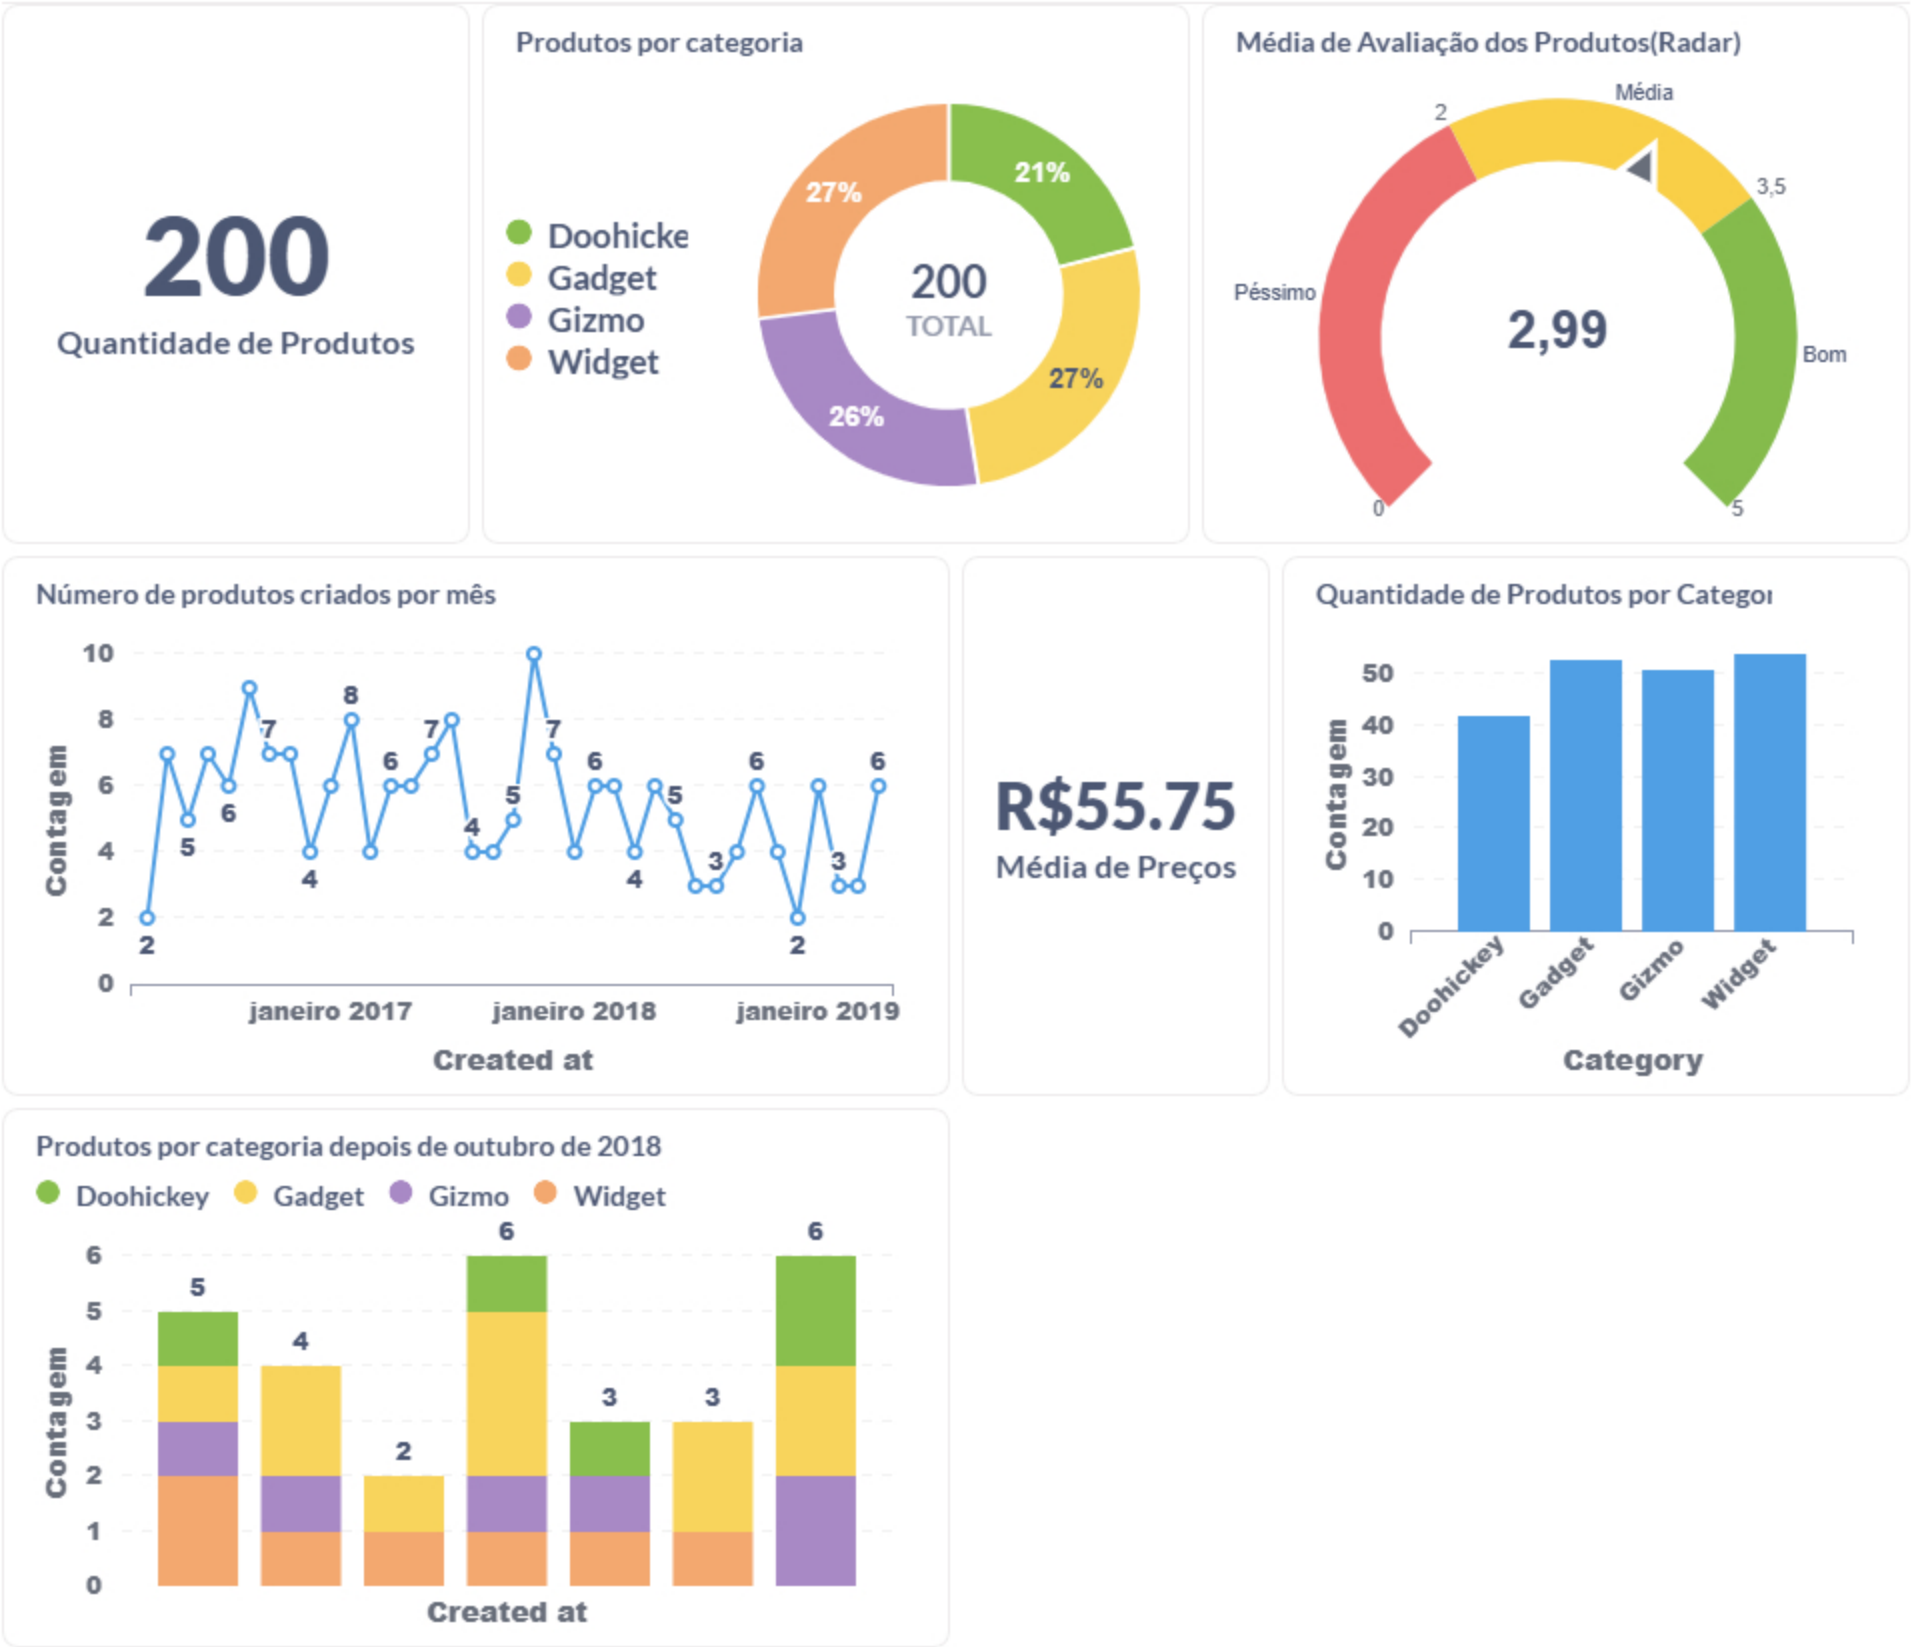 200
Quantidade de Produtos
Produtos por categoria
Doohicke
Gadget
Gizmo
Widget
21%
27%
26%
27%
200
TOTAL
Média de Avaliação dos Produtos(Radar)
Média
2
3,5
Péssimo
2,99
Bom
0
5
Número de produtos criados por mês
Contagem
10
8
6
4
2
0
2
5
6
7
4
8
6
7
4
5
7
6
4
5
3
6
2
3
6
janeiro 2017
janeiro 2018
janeiro 2019
Created at
R$55.75
Média de Preços
Quantidade de Produtos por Categor
Contagem
50
40
30
20
10
0
Doohickey
Gadget
Gizmo
Widget
Category
Produtos por categoria depois de outubro de 2018
Doohickey Gadget Gizmo Widget
Contagem
6
5
4
3
2
1
0
5
4
2
6
3
3
6
Created at